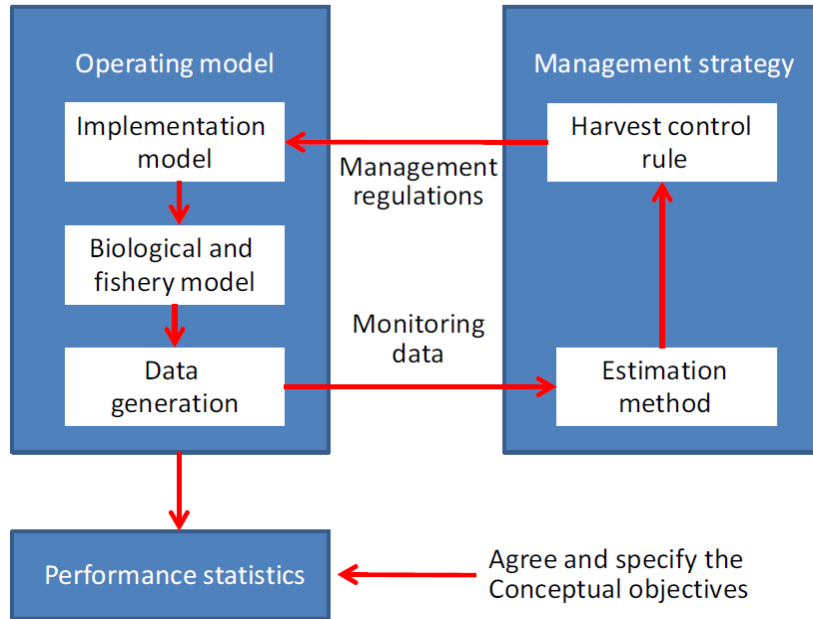 Operating model
Implementation
model
Biological and
fishery model
Data
generation
Management
regulations
Monitoring
data
Management strategy
Harvest control
rule
Estimation
method
Performance statistics
Agree and specify the
Conceptual objectives